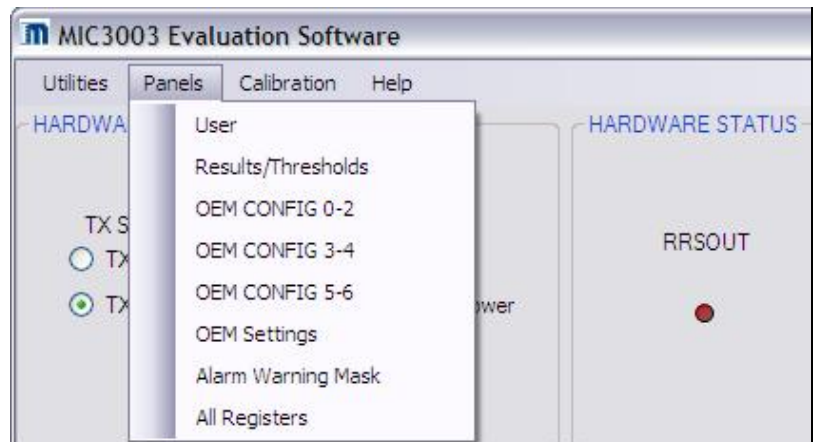 MIC3003 Evaluation Software
Utilities Panels Calibration Help
HARDWA
HARDWARE STATUS
User
Results/Thresholds
OEM CONFIG 0-2
OEM CONFIG 3-4
OEM CONFIG 5-6
OEM Settings
Alarm Warning Mask
All Registers
TX S
TX
TX
ower
RRSOUT